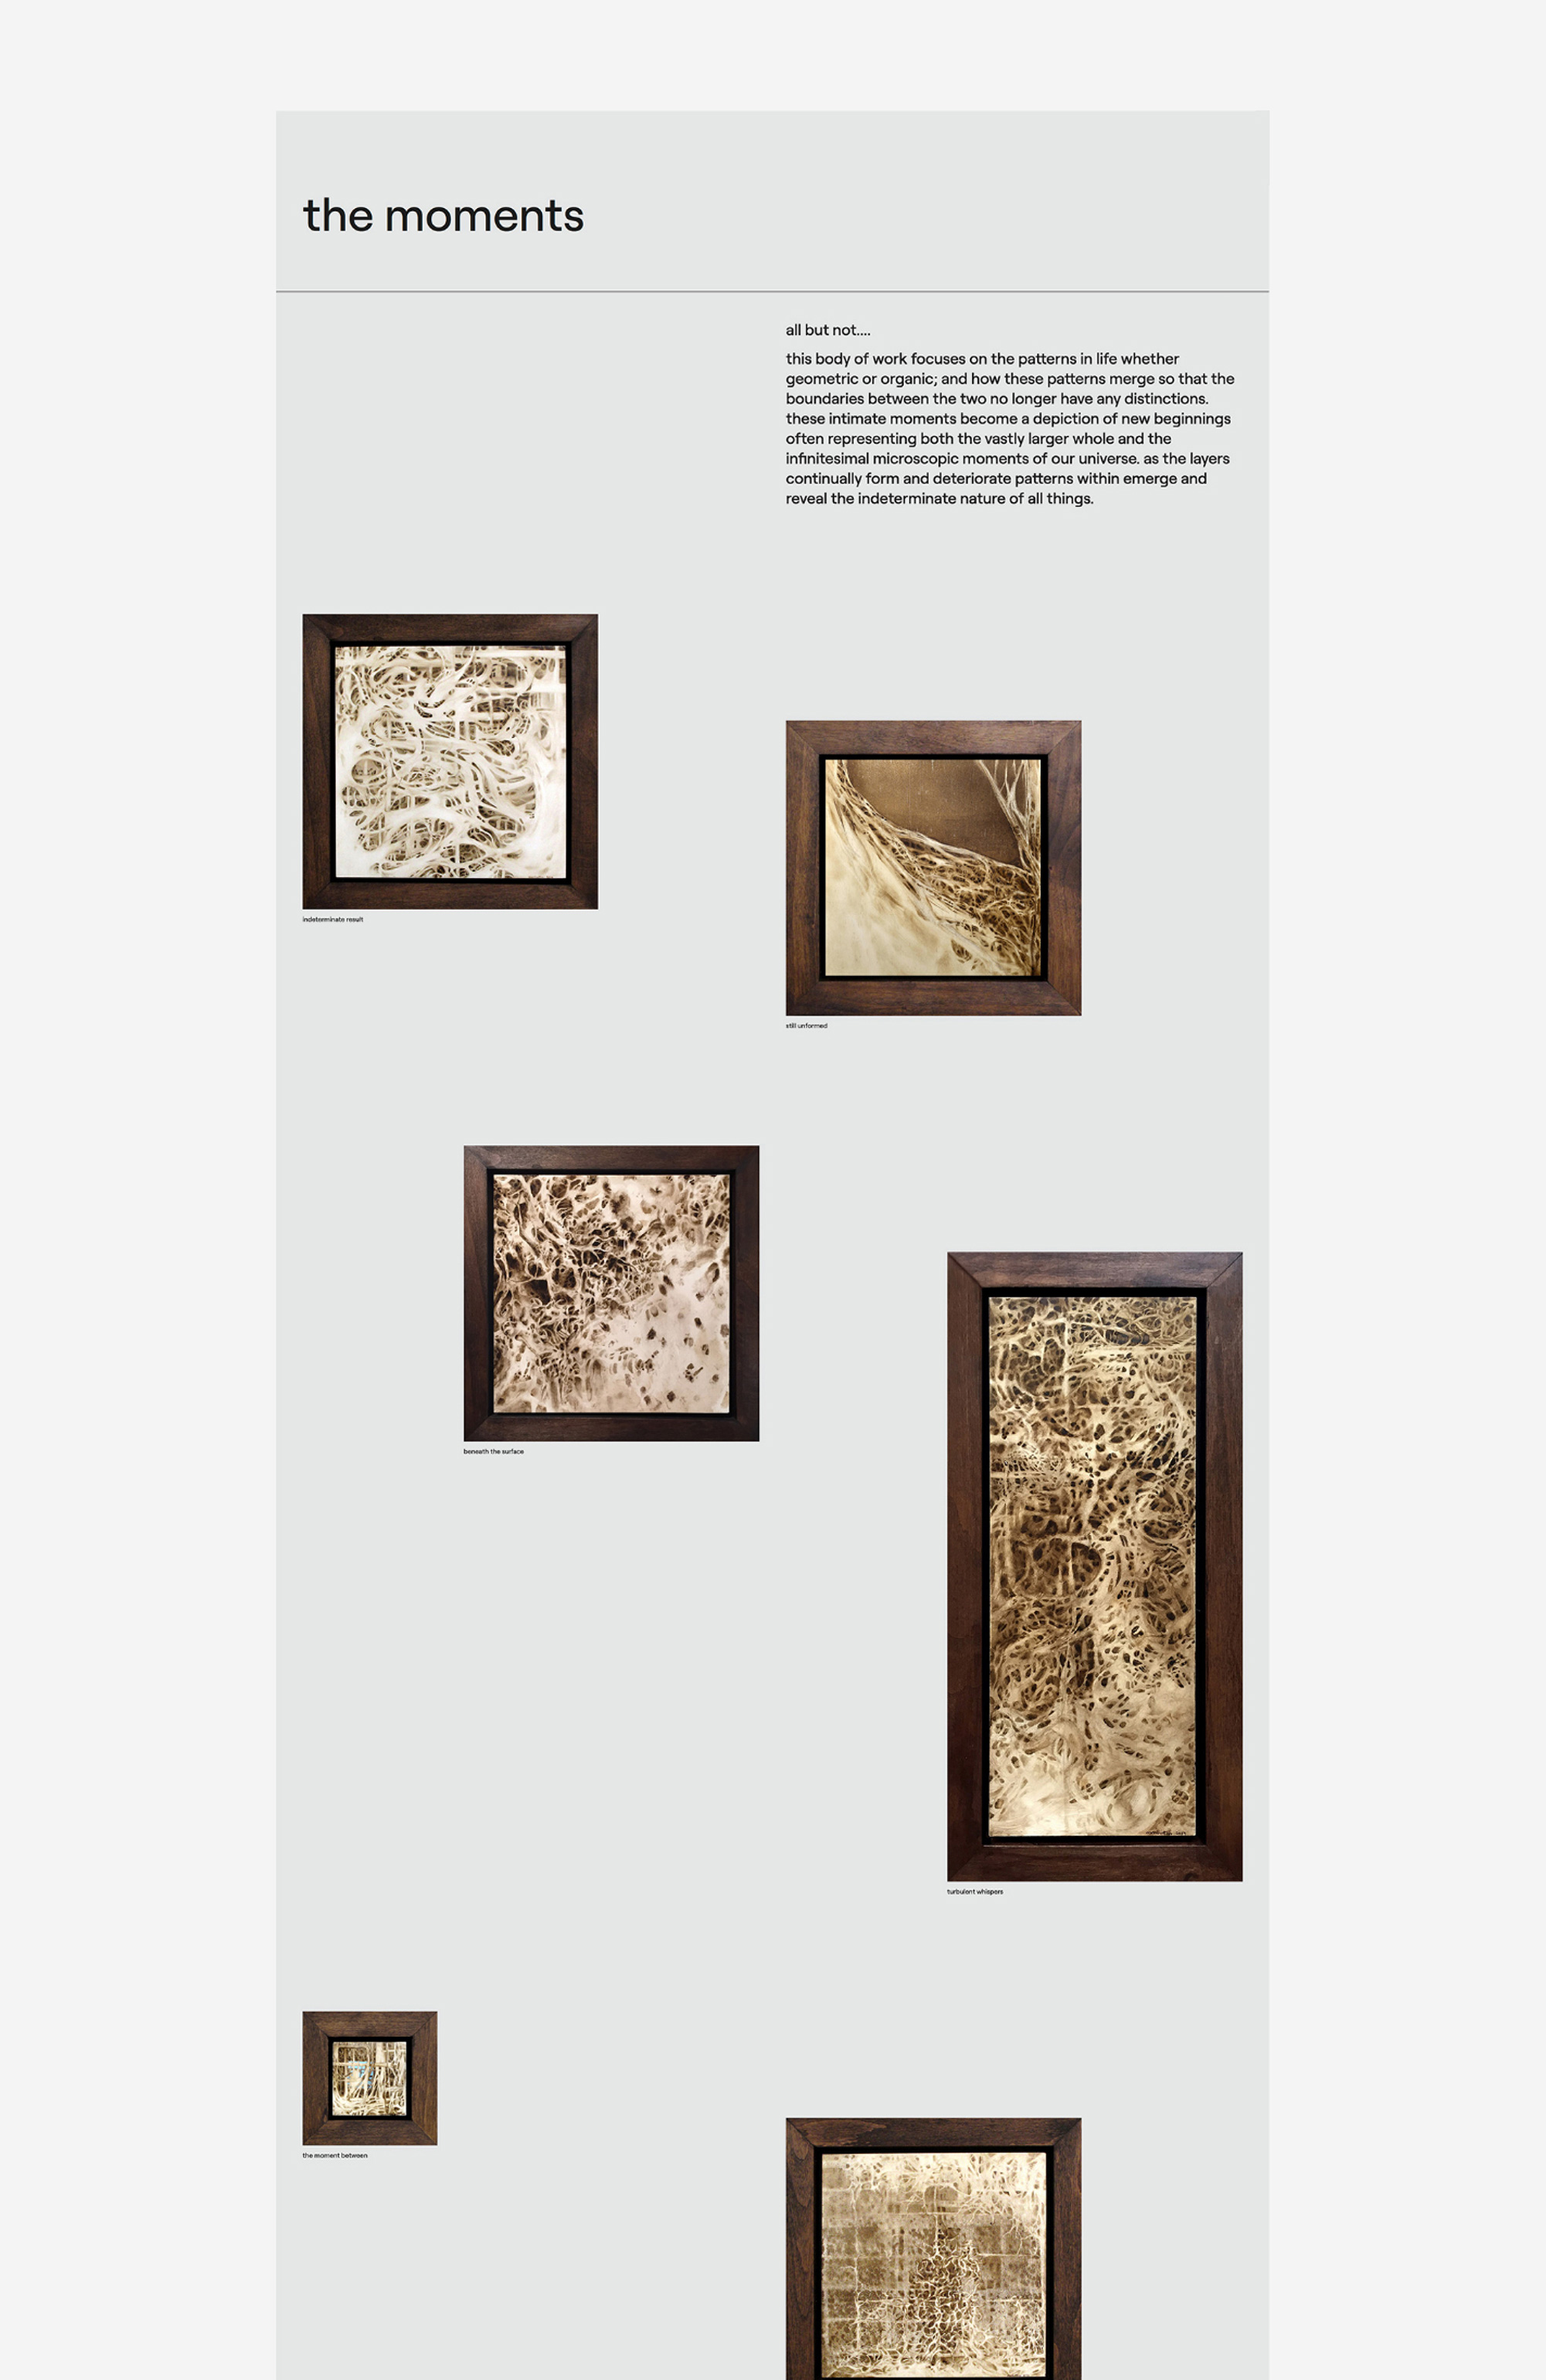 the moments
all but not....
this body of work focuses on the patterns in life whether
geometric or organic; and how these patterns merge so that the
boundaries between the two no longer have any distinctions.
these intimate moments become a depiction of new beginnings
often representing both the vastly larger whole and the
infinitesimal microscopic moments of our universe. as the layers
continually form and deteriorate patterns within emerge and
reveal the indeterminate nature of all things.
indeterminate result
still unformed
beneath the surface
turbulent whispers
the moment between